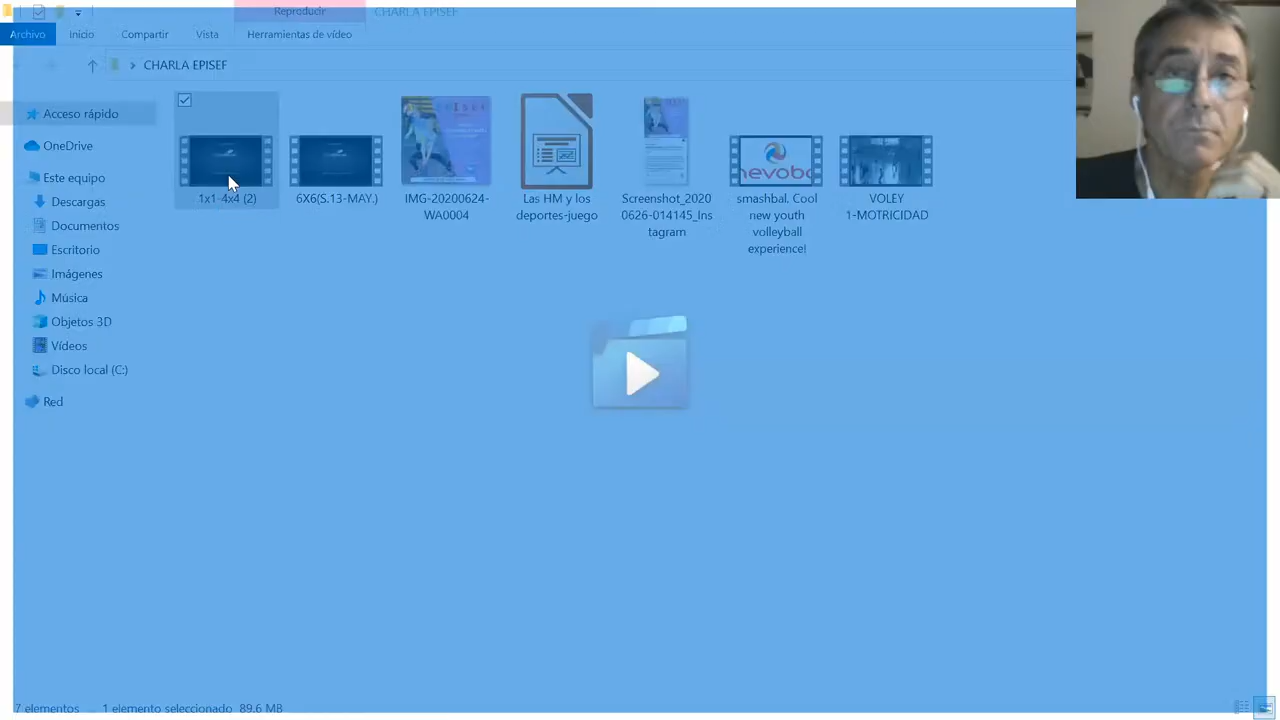 Reproducir
CHARLA EPISEF
Archivo
Inicio
Compartir
Vista
Herramientas de vídeo
CHARLA EPISEF
Acceso rápido
OneDrive
Este equipo
Descargas
Documentos
Escritorio
Imágenes
Música
Objetos 3D
Vídeos
Disco local (C:)
Red
1x1-4x4 (2)
6X6(S.13-MAY.)
IMG-20200624-
WA0004
Las HM y los
deportes-juego
Screenshot_2020
0626-014145_Ins
tagram
nevobo
smashbal. Cool
new youth
volleyball
experience!
VOLEY
1-MOTRICIDAD
7 elementos
1 elemento seleccionado 89,6 MB